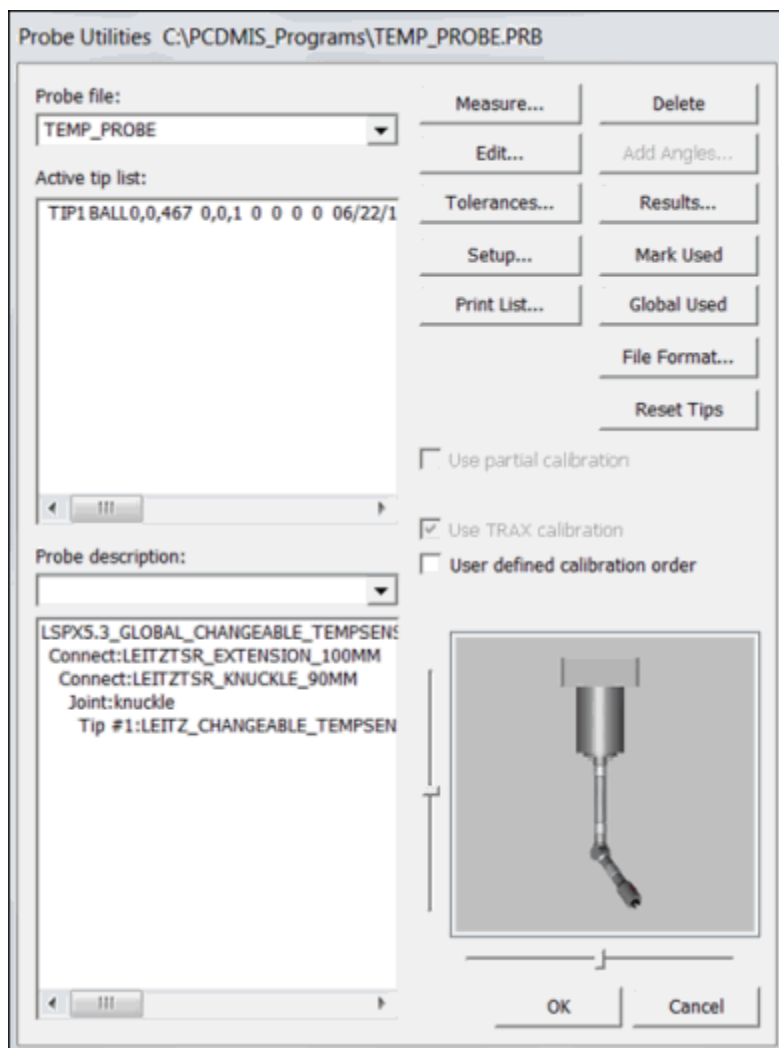 Probe Utilities C:\PCDMIS_Programs\TEMP_PROBE.PRB
Probe file:
TEMP_PROBE
Active tip list:
TIP1 BALL0,0,467 0,0,1 0 0 0 0 06/22/1
Measure...
Delete
Edit...
Add Angles...
Tolerances...
Results...
Setup...
Mark Used
Print List...
Global Used
File Format...
Reset Tips
Use partial calibration
Use TRAX calibration
User defined calibration order
Probe description:
LSPX5.3_GLOBAL_CHANGEABLE_TEMPSENS
Connect:LEITZTSR_EXTENSION_100MM
Connect:LEITZTSR_KNUCKLE_90MM
Joint:knuckle
Tip #1:LEITZ_CHANGEABLE_TEMPSEN
OK
Cancel